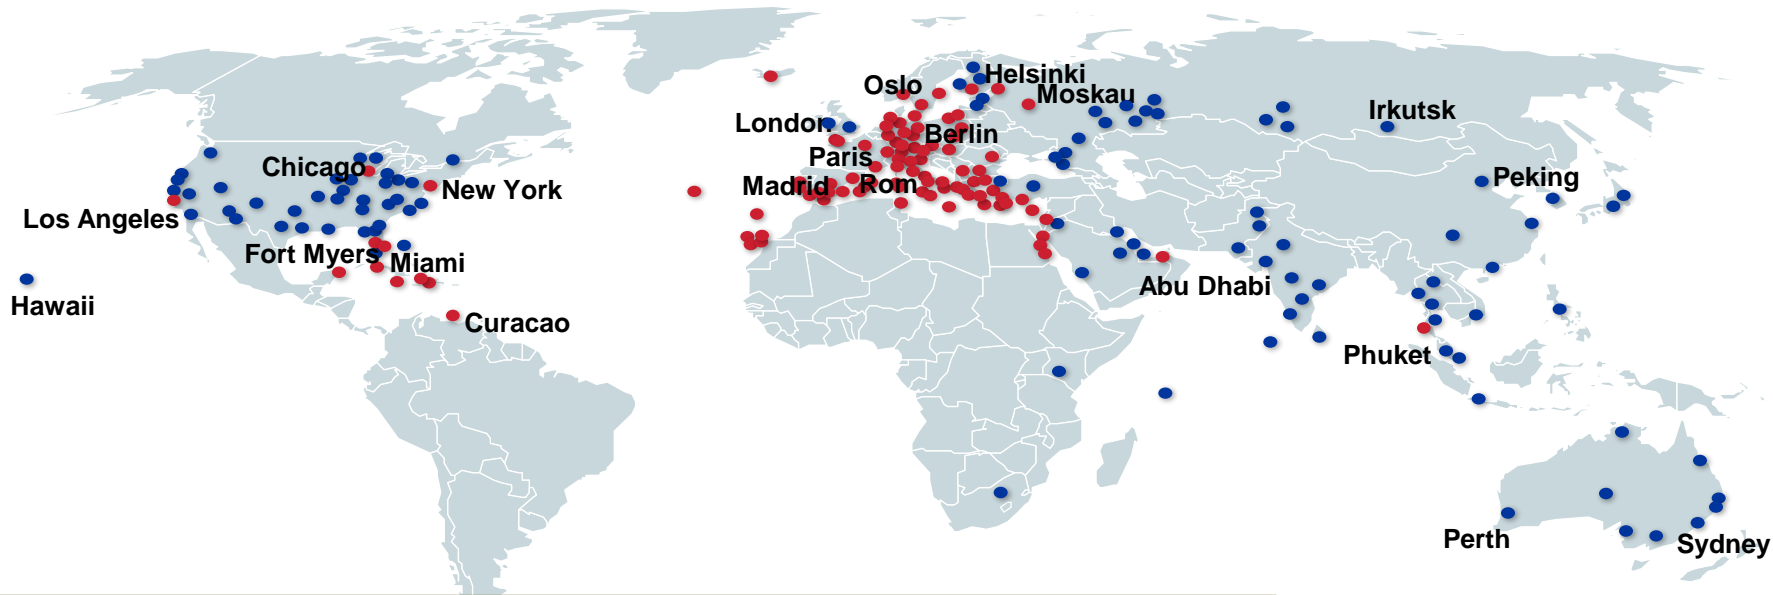 Oslo
Helsinki
Moskau
Irkutsk
London
Berlin
Paris
Chicago
Madrid
Rom
New York
Peking
Los Angeles
Fort Myers
Miami
Abu Dhabi
Hawaii
Curacao
Phuket
Perth
Sydney